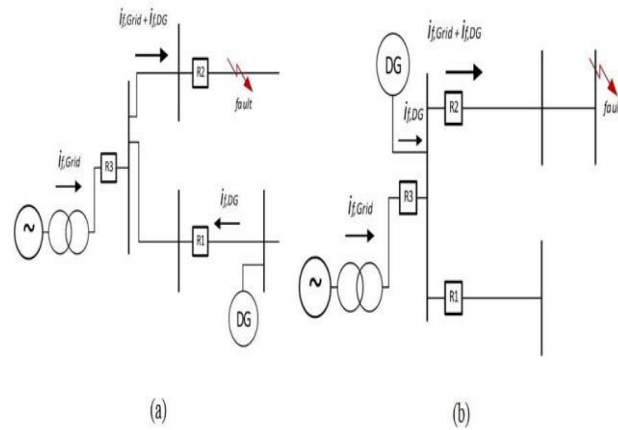 i_f,Grid + i_f,DG
R2
fault
i_f,Grid
R3
i_f,DG
R1
DG
~
(a)
i_f,Grid + i_f,DG
DG
R2
i_f,DG
faul
i_f,Grid
R3
R1
~
(b)